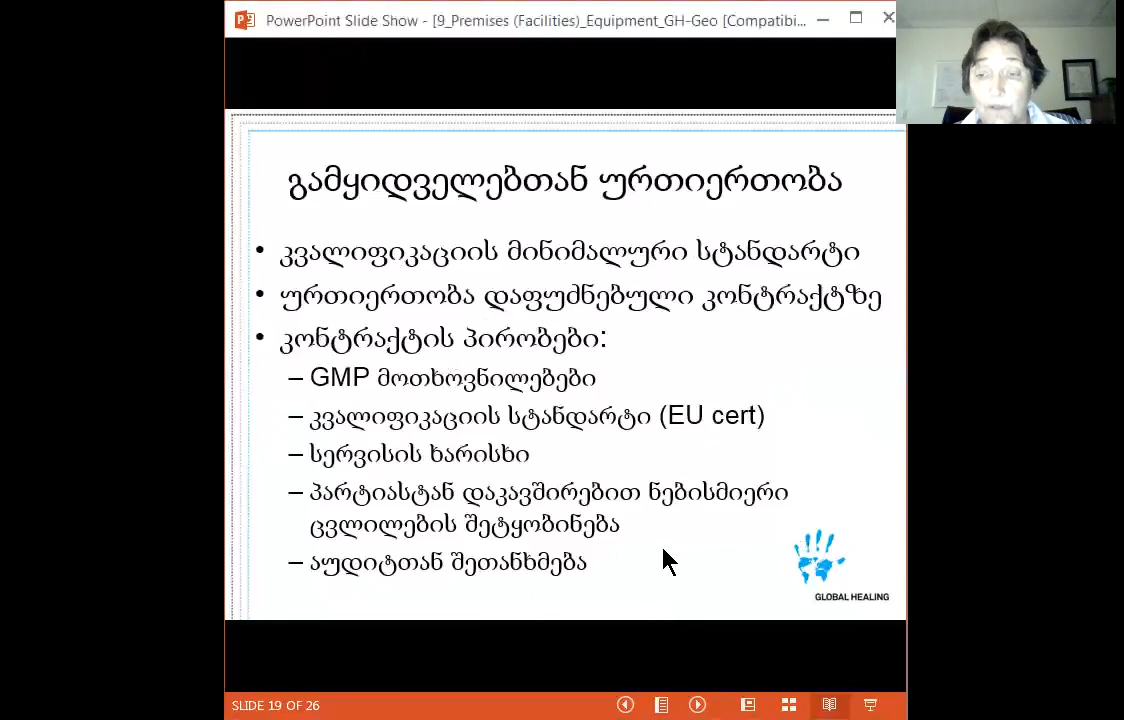 PowerPoint Slide Show - [9_Premises (Facilities)_Equipment_GH-Geo [Compatibi...
გამყიდველებთან ურთიერთობა
• კვალიფიკაციის მინიმალური სტანდარტი
• ურთიერთობა დაფუძნებული კონტრაქტზე
• კონტრაქტის პირობები:
– GMP მოთხოვნილებები
– კვალიფიკაციის სტანდარტი (EU cert)
– სერვისის ხარისხი
– პარტიასტან დაკავშირებით ნებისმიერი
ცვლილების შეტყობინება
– აუდიტთან შეთანხმება
GLOBAL HEALING
SLIDE 19 OF 26